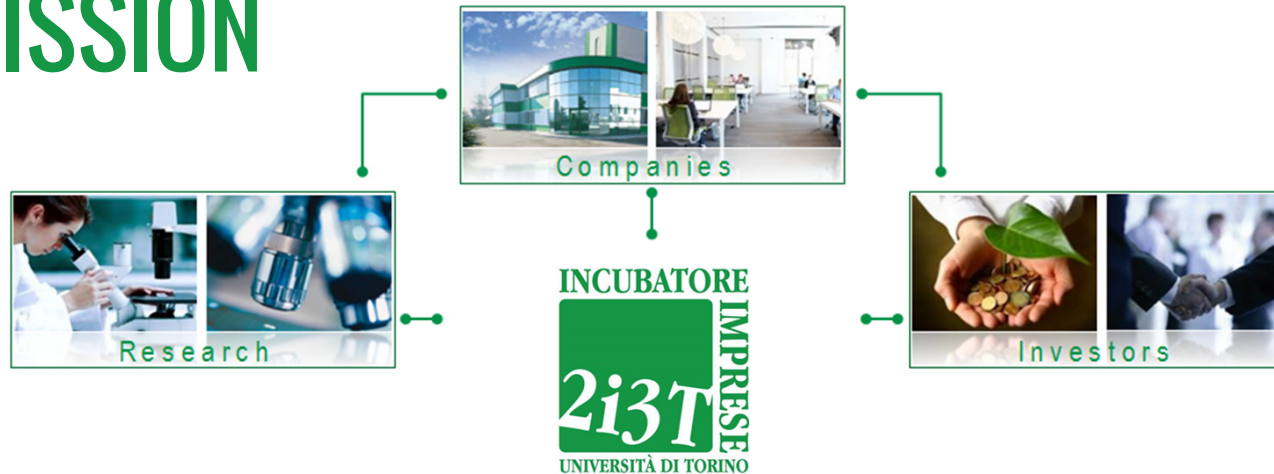 ISSION
Companies
Research
Investors
INCUBATORE
IMPRESE
2i3T
UNIVERSITÀ DI TORINO